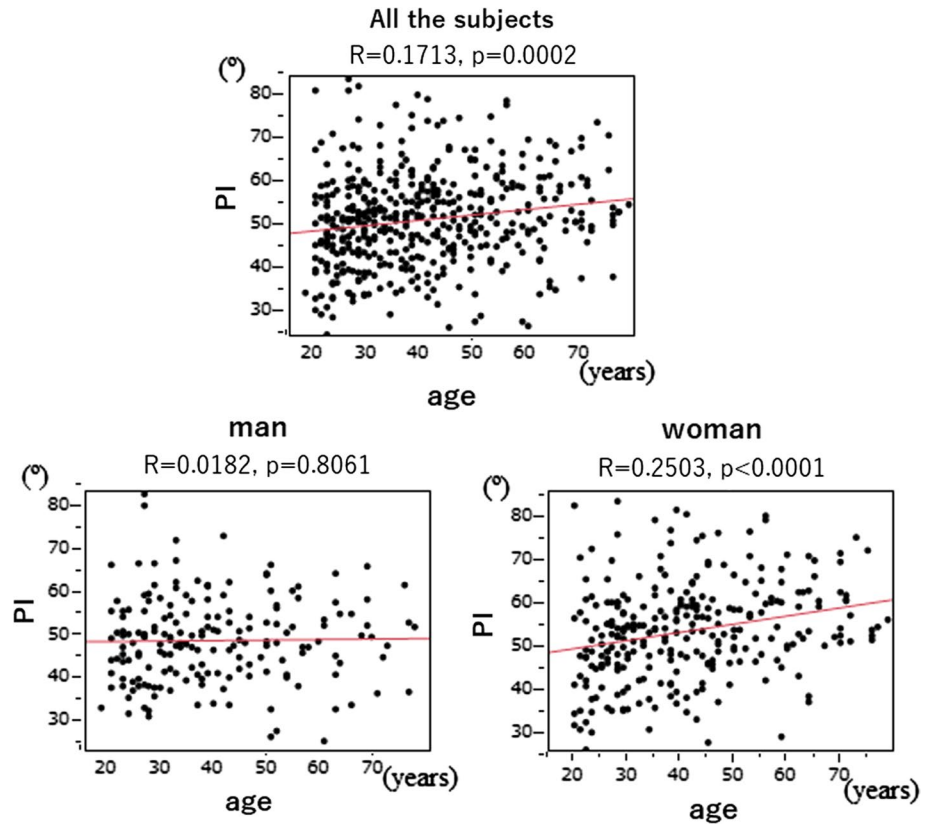 All the subjects
R=0.1713, p=0.0002
(º)
80
70
60
50
40
30
PI
20 30 40 50 60 70
(years)
age
man
R=0.0182, p=0.8061
(º)
80
70
60
50
40
30
PI
20 30 40 50 60 70
(years)
age
woman
R=0.2503, p<0.0001
(º)
80
70
60
50
40
30
PI
20 30 40 50 60 70
(years)
age